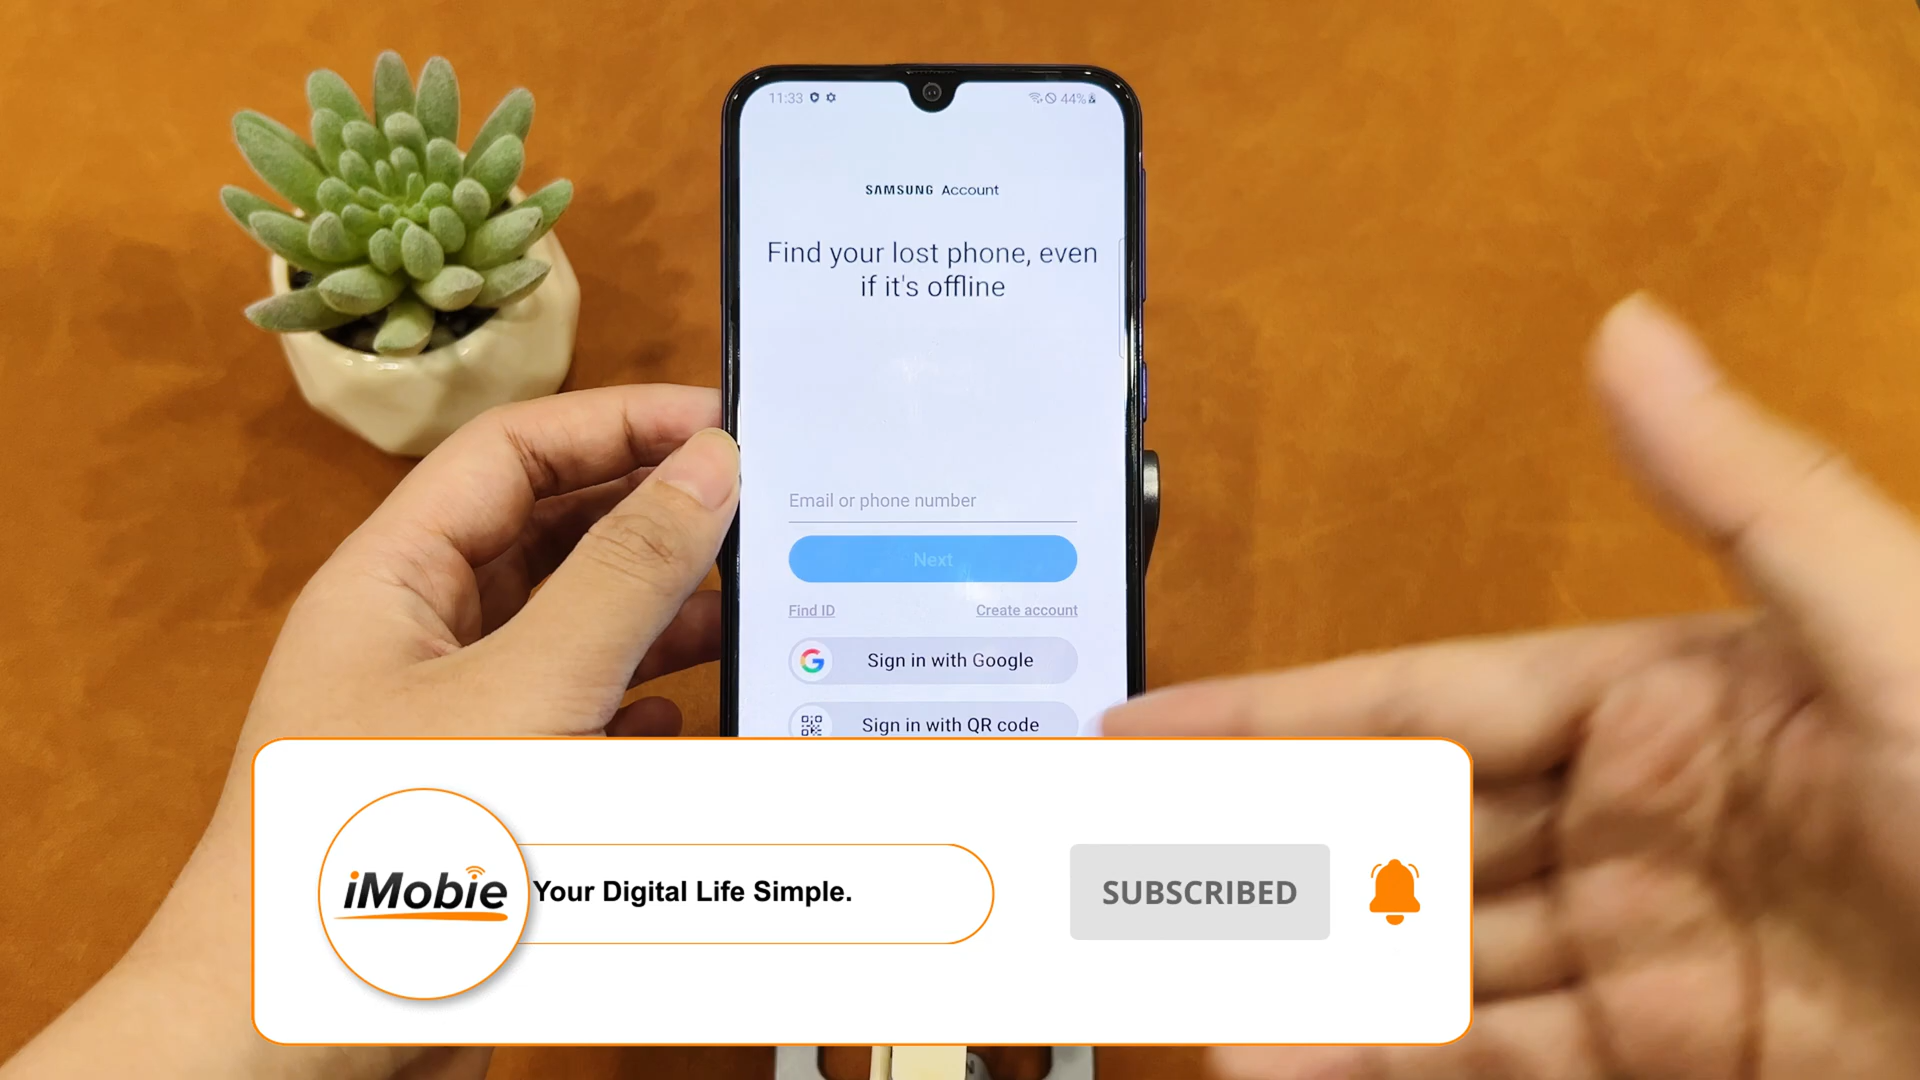 11:33
44%
SAMSUNG Account
Find your lost phone, even
if it's offline
Email or phone number
Next
Find ID
Create account
Sign in with Google
Sign in with QR code
iMobie
Your Digital Life Simple.
SUBSCRIBED